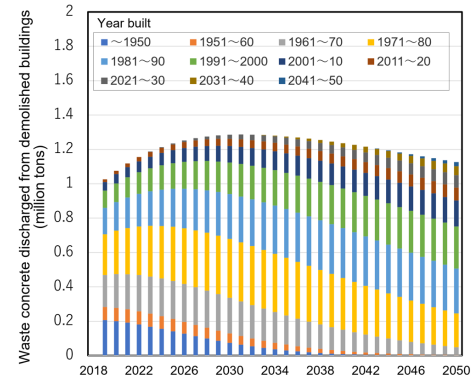 Waste concrete discharged from demolished buildings
(million tons)
2
1.8
1.6
1.4
1.2
1
0.8
0.6
0.4
0.2
0
Year built
~1950 1951~60 1961~70 1971~80
1981~90 1991~2000 2001~10 2011~20
2021~30 2031~40 2041~50
2018 2022 2026 2030 2034 2038 2042 2046 2050